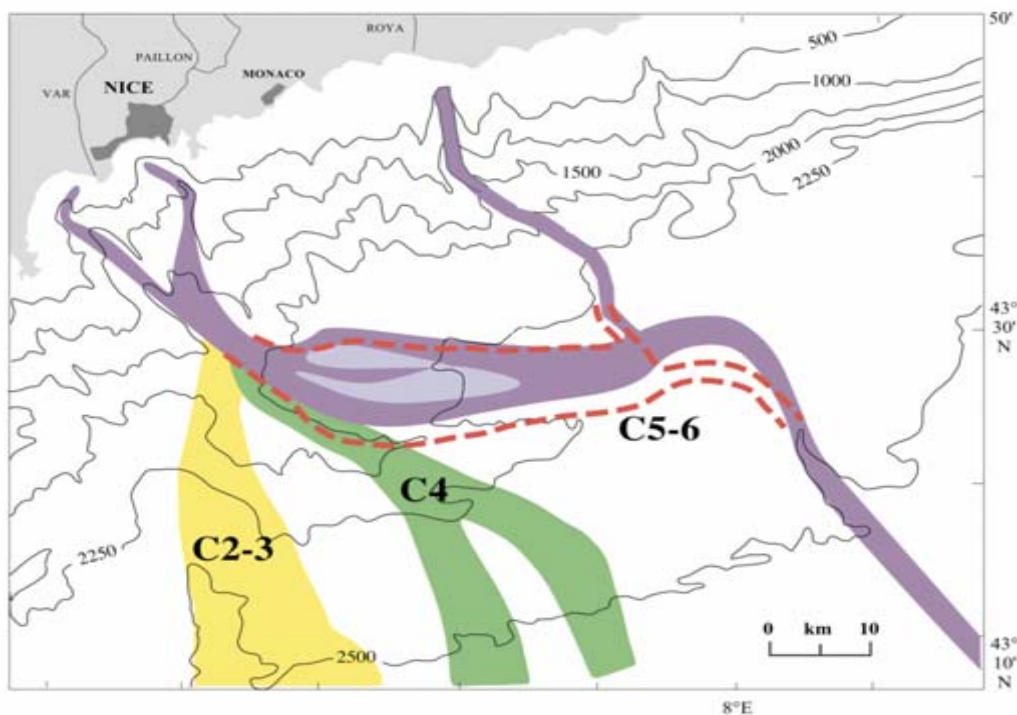 50'
ROYA
500
PAILLON
MONACO
1000
NICE
VAR
2000
1500
2250
43°
30'
N
C5-6
C4
C2-3
2250
0 km 10
2500
43°
10'
N
8°E